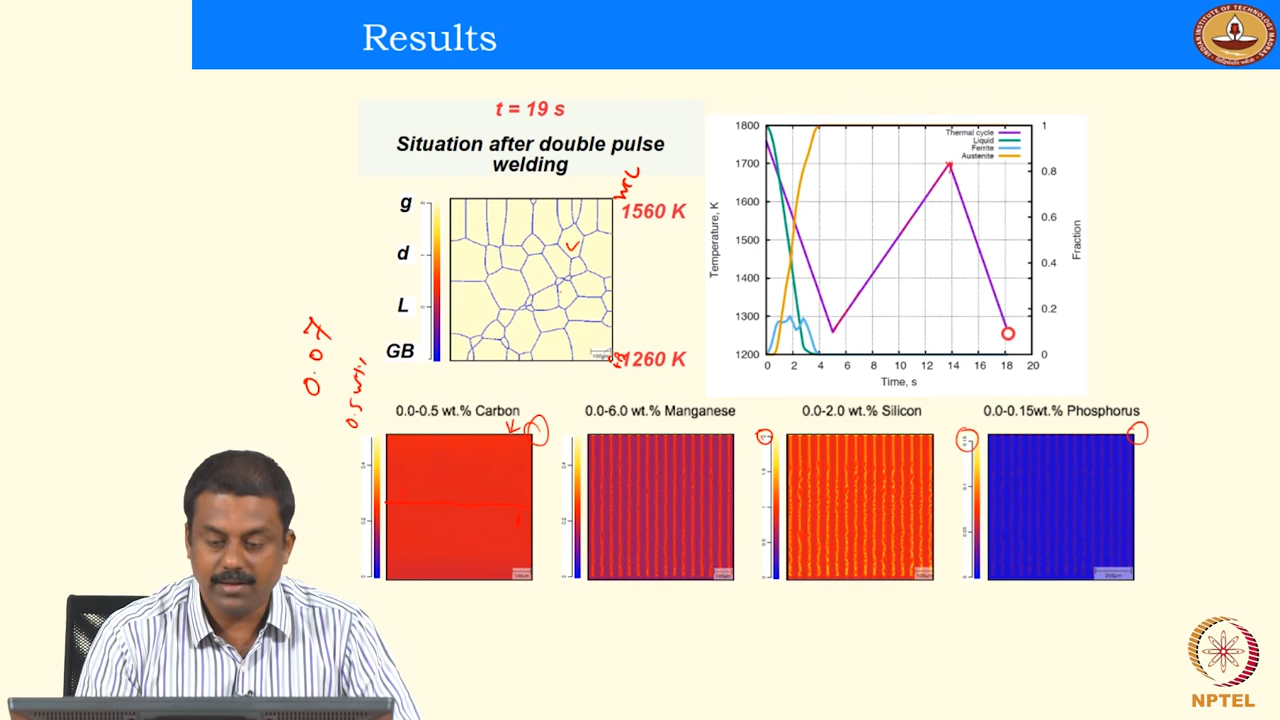 Results
t = 19 s
Situation after double pulse
welding
g
d
L
GB
1560 K
1260 K
0.07
0.5 wt%
1800
1700
1600
1500
1400
1300
1200
Temperature, K
Thermal cycle
Liquid
Ferrite
Austenite
1
0.8
0.6
0.4
0.2
0
Fraction
0 2 4 6 8 10 12 14 16 18 20
Time, s
0.0-0.5 wt.% Carbon
0.0-6.0 wt.% Manganese
0.0-2.0 wt.% Silicon
0.0-0.15wt.% Phosphorus
NPTEL